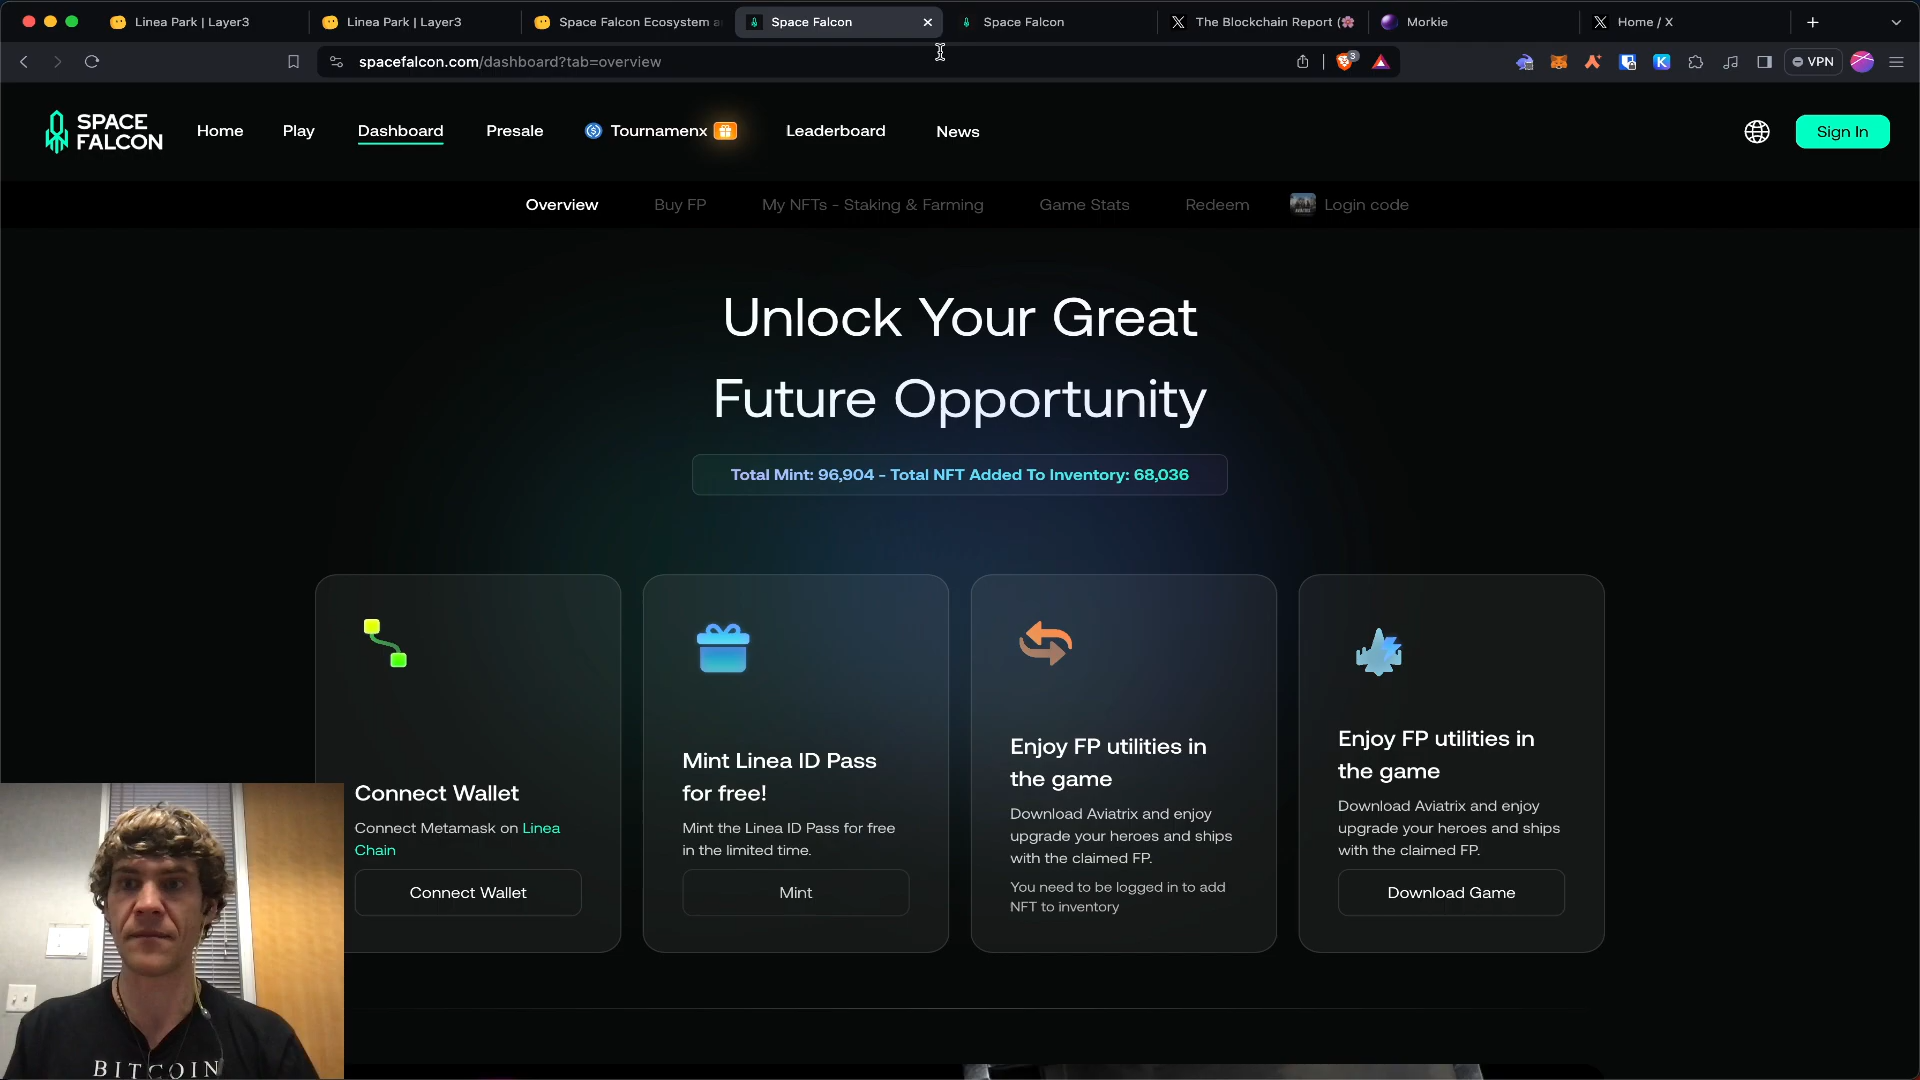 Linea Park | Layer3
Linea Park | Layer3
Space Falcon Ecosystem a
Space Falcon
Space Falcon
The Blockchain Report (🌸
Morkie
Home / X
spacefalcon.com/dashboard?tab=overview
3
VPN
SPACE
FALCON
Home
Play
Dashboard
Presale
Tournamenx
Leaderboard
News
Sign In
Overview
Buy FP
My NFTs - Staking & Farming
Game Stats
Redeem
Login code
Unlock Your Great
Future Opportunity
Total Mint: 96,904 - Total NFT Added To Inventory: 68,036
Connect Wallet
Connect Metamask on Linea
Chain
Connect Wallet
Mint Linea ID Pass
for free!
Mint the Linea ID Pass for free
in the limited time.
Mint
Enjoy FP utilities in
the game
Download Aviatrix and enjoy
upgrade your heroes and ships
with the claimed FP.
You need to be logged in to add
NFT to inventory
Enjoy FP utilities in
the game
Download Aviatrix and enjoy
upgrade your heroes and ships
with the claimed FP.
Download Game
BITCOIN